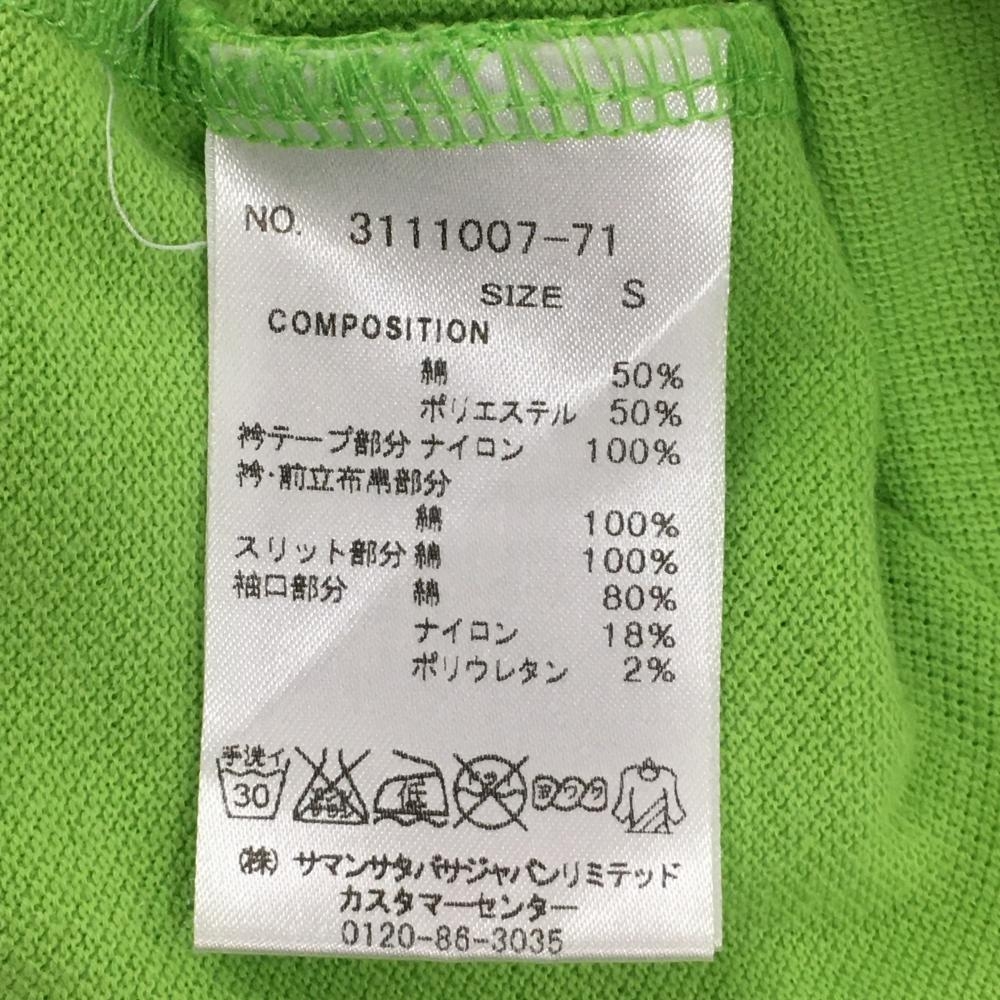 NO. 3111007-71
SIZE S
COMPOSITION
綿 50%
ポリエステル 50%
衿テープ部分 ナイロン 100%
衿・前立布帛部分
綿 100%
スリット部分 綿 100%
袖口部分 綿 80%
ナイロン 18%
ポリウレタン 2%
手洗イ
30 低 ヨワク
(株) サマンサタバサジャパンリミテッド
カスタマーセンター
0120-86-3035